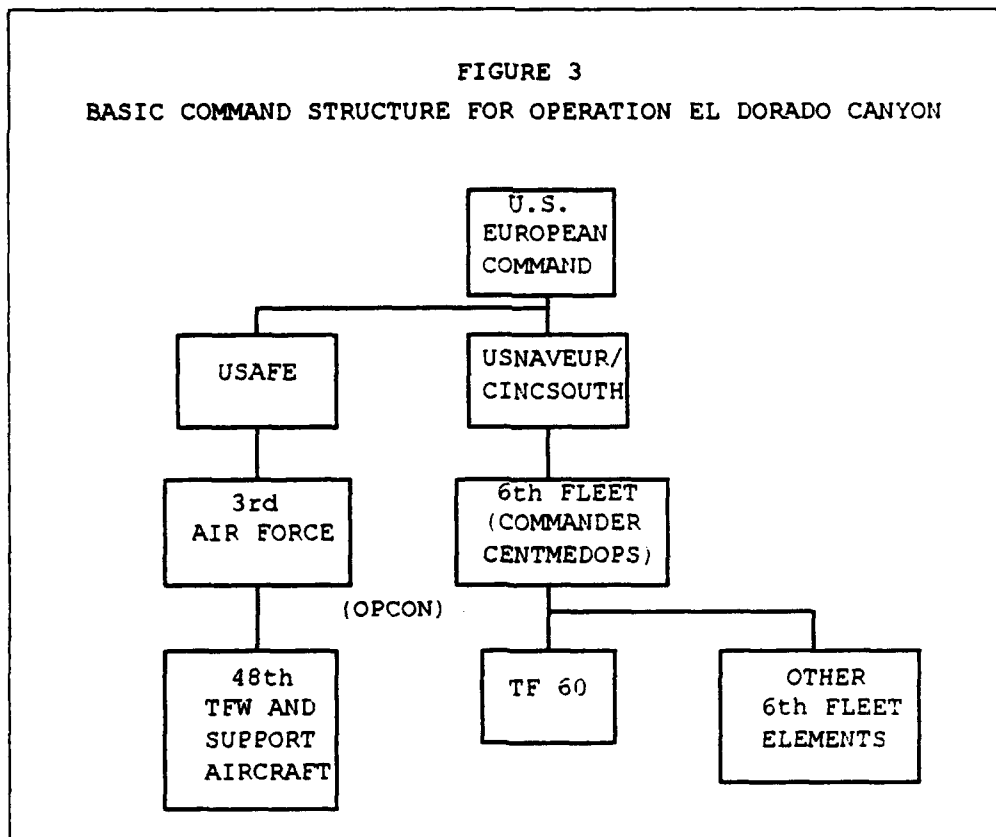 FIGURE 3
BASIC COMMAND STRUCTURE FOR OPERATION EL DORADO CANYON
U.S.
EUROPEAN
COMMAND
USAFE
USNAVEUR/
CINCSOUTH
3rd
AIR FORCE
6th FLEET
(COMMANDER
CENTMEDOPS)
(OPCON)
48th
TFW AND
SUPPORT
AIRCRAFT
TF 60
OTHER
6th FLEET
ELEMENTS